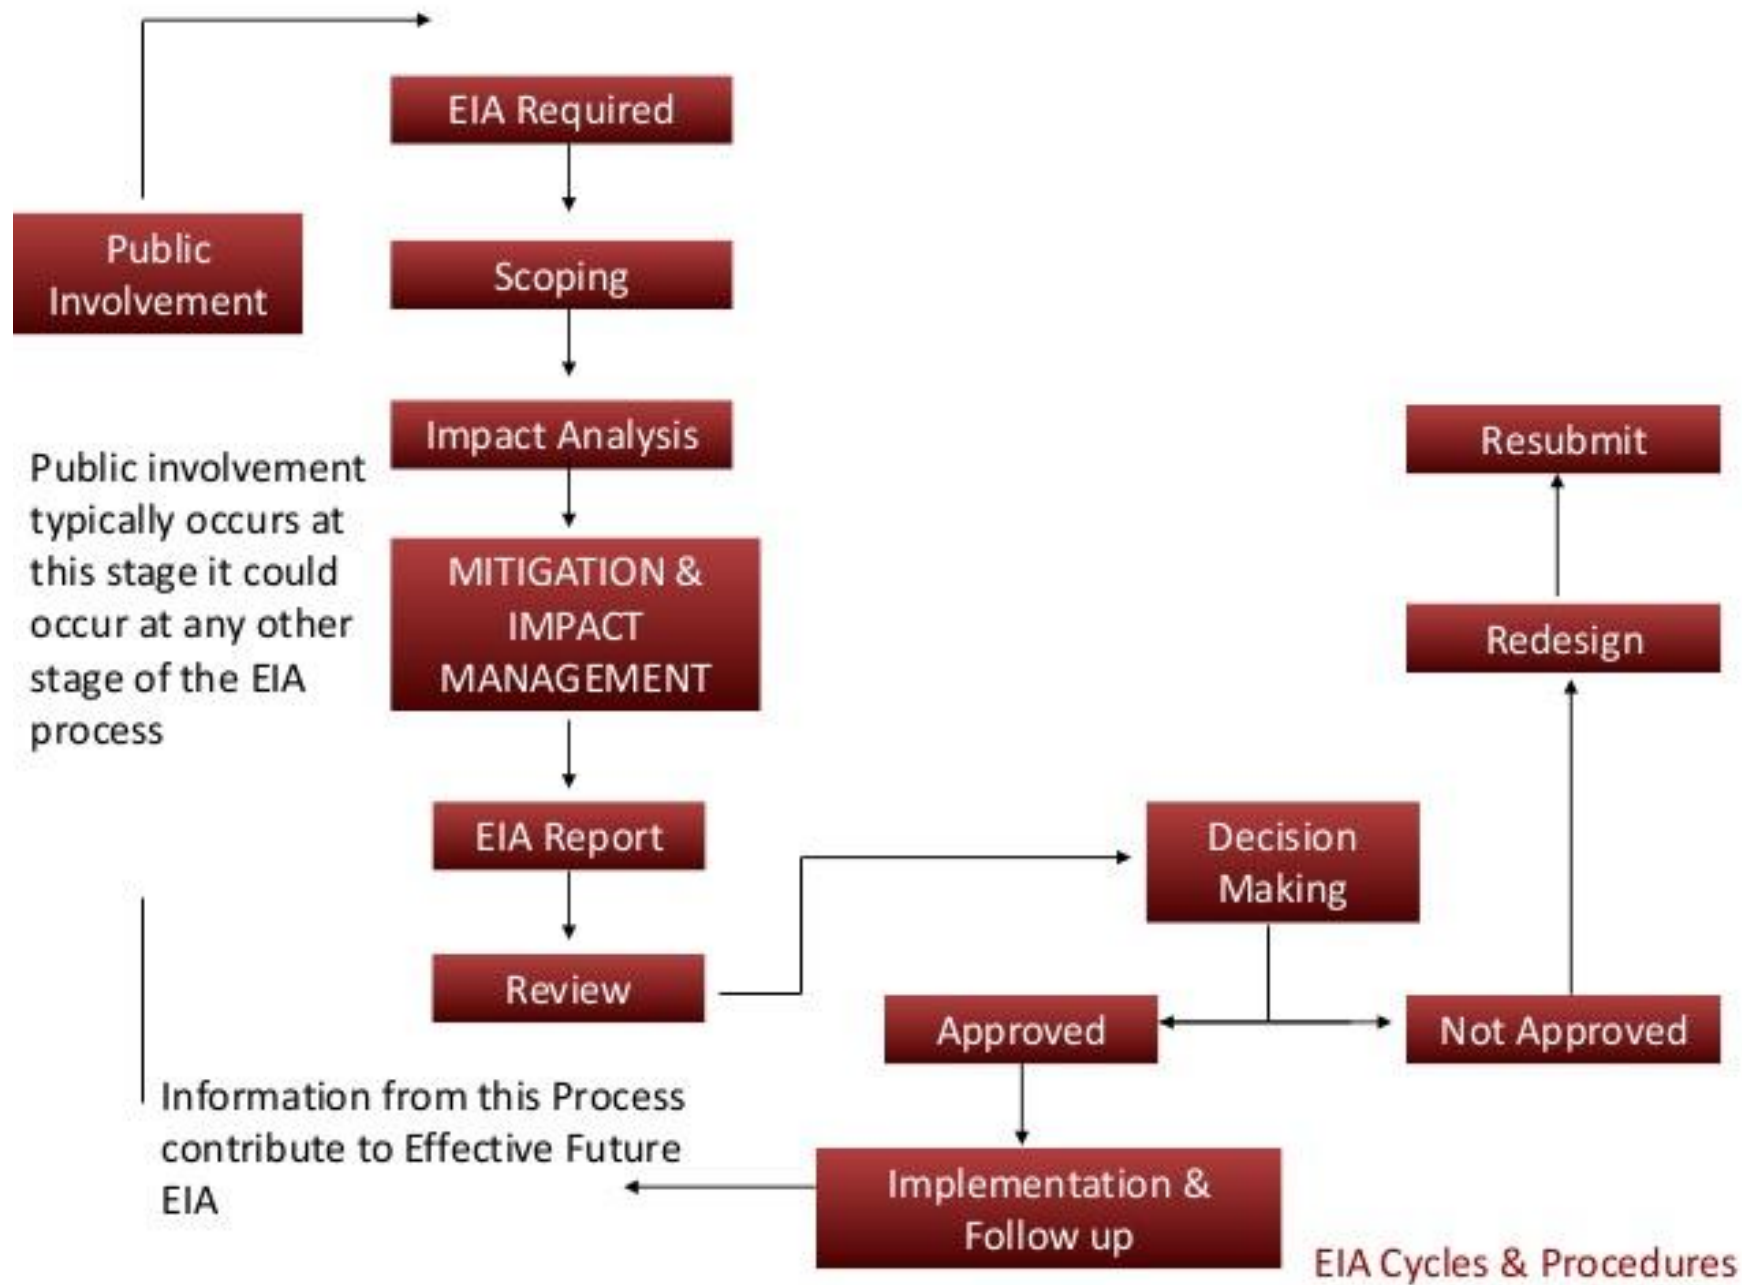 EIA Required
Public
Involvement
Scoping
Impact Analysis
Public involvement
typically occurs at
this stage it could
occur at any other
stage of the EIA
process
MITIGATION &
IMPACT
MANAGEMENT
EIA Report
Review
Decision
Making
Approved
Not Approved
Redesign
Resubmit
Implementation &
Follow up
Information from this Process
contribute to Effective Future
EIA
EIA Cycles & Procedures